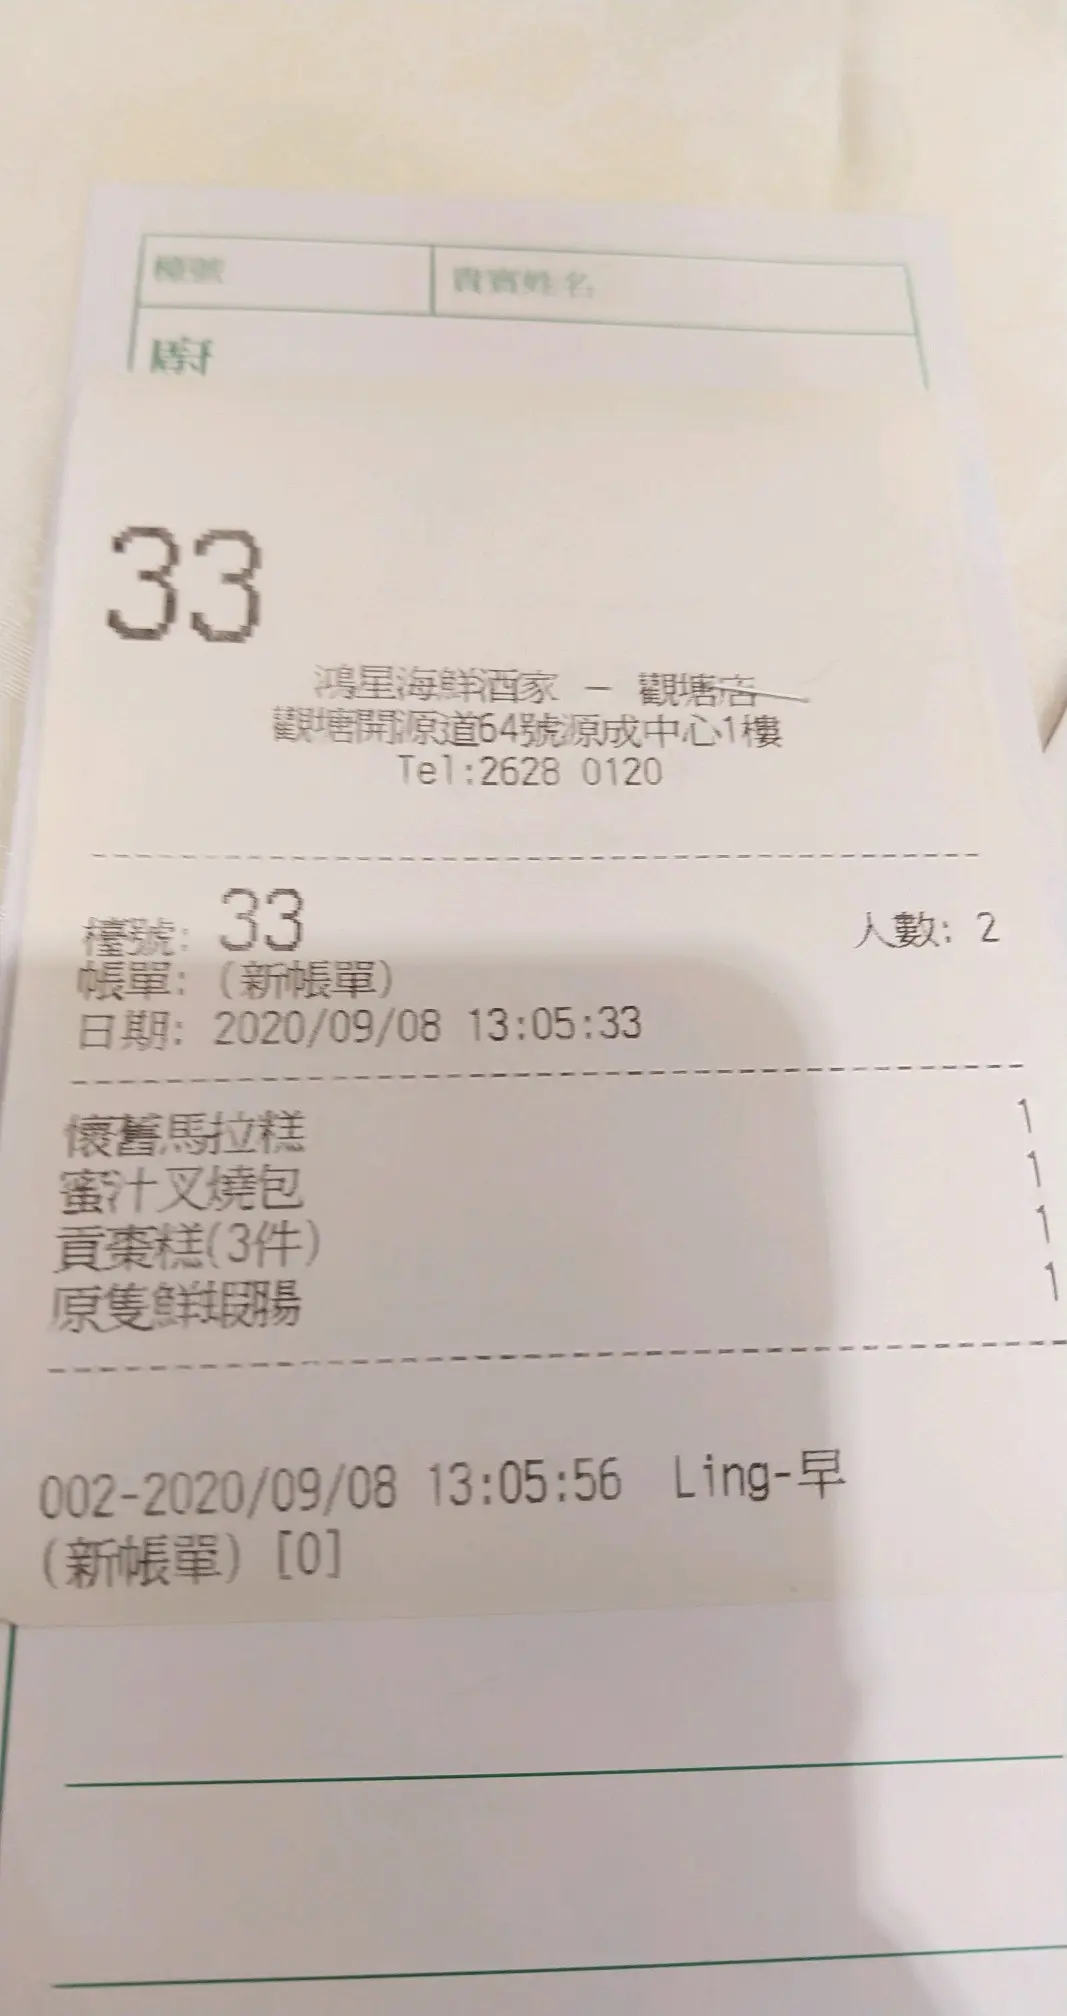 檯號 貴賓姓名
33
鴻星海鮮酒家 - 觀塘店
觀塘開源道64號源成中心1樓
Tel:2628 0120
檯號: 33 人數: 2
帳單: (新帳單)
日期: 2020/09/08 13:05:33
懷舊馬拉糕 1
蜜汁叉燒包 1
貢棗糕(3件) 1
原隻鮮蝦腸 1
002-2020/09/08 13:05:56 Ling-早
(新帳單) [0]